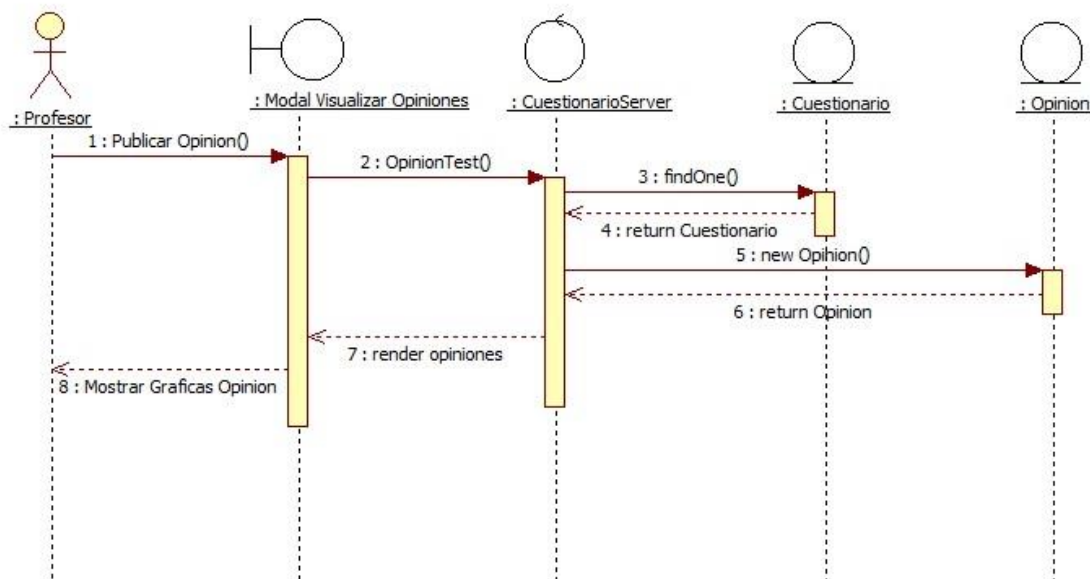 : Profesor
: Modal Visualizar Opiniones
: CuestionarioServer
: Cuestionario
: Opinion
1 : Publicar Opinion()
2 : OpinionTest()
3 : findOne()
4 : return Cuestionario
5 : new Opinion()
6 : return Opinion
7 : render opiniones
8 : Mostrar Graficas Opinion